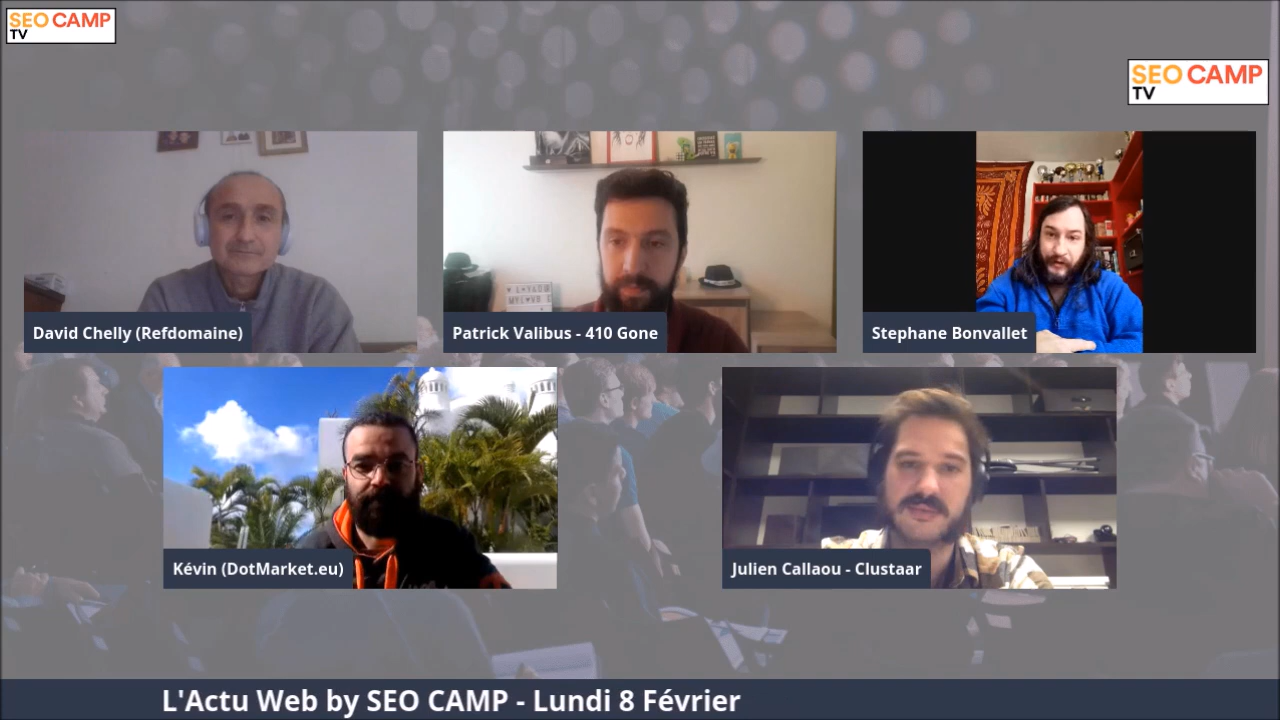 SEO CAMP
TV
SEO CAMP
TV
David Chelly (Refdomaine)
Patrick Valibus - 410 Gone
Stephane Bonvallet
Kévin (DotMarket.eu)
Julien Callaou - Clustaar
L'Actu Web by SEO CAMP - Lundi 8 Février